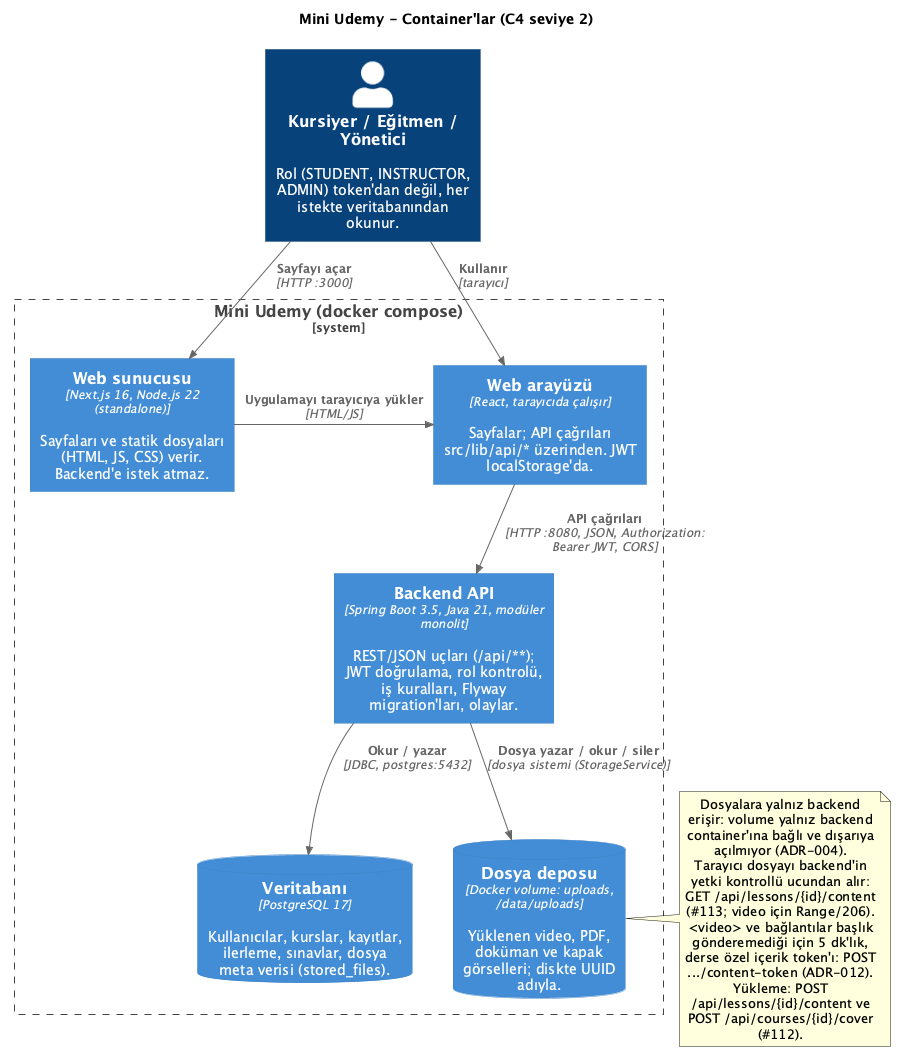 Mini Udemy - Container'lar (C4 seviye 2)
Kursiyer / Eğitmen /
Yönetici
Rol (STUDENT, INSTRUCTOR,
ADMIN) token'dan değil, her
istekte veritabanından
okunur.
Sayfayı açar
[HTTP :3000]
Kullanır
[tarayıcı]
Mini Udemy (docker compose)
[system]
Web sunucusu
[Next.js 16, Node.js 22
(standalone)]
Sayfaları ve statik dosyaları
(HTML, JS, CSS) verir.
Backend'e istek atmaz.
Uygulamayı tarayıcıya yükler
[HTML/JS]
Web arayüzü
[React, tarayıcıda çalışır]
Sayfalar; API çağrıları
src/lib/api/* üzerinden. JWT
localStorage'da.
API çağrıları
[HTTP :8080, JSON, Authorization:
Bearer JWT, CORS]
Backend API
[Spring Boot 3.5, Java 21, modüler
monolit]
REST/JSON uçları (/api/**);
JWT doğrulama, rol kontrolü,
iş kuralları, Flyway
migration'ları, olaylar.
Okur / yazar
[JDBC, postgres:5432]
Dosya yazar / okur / siler
[dosya sistemi (StorageService)]
Veritabanı
[PostgreSQL 17]
Kullanıcılar, kurslar, kayıtlar,
ilerleme, sınavlar, dosya
meta verisi (stored_files).
Dosya deposu
[Docker volume: uploads,
/data/uploads]
Yüklenen video, PDF,
doküman ve kapak
görselleri; diskte UUID
adıyla.
Dosyalara yalnız backend
erişir: volume yalnız backend
container'ına bağlı ve dışarıya
açılmıyor (ADR-004).
Tarayıcı dosyayı backend'in
yetki kontrollü ucundan alır:
GET /api/lessons/{id}/content
(#113; video için Range/206).
<video> ve bağlantılar başlık
gönderemediği için 5 dk'lık,
derse özel içerik token'ı: POST
.../content-token (ADR-012).
Yükleme: POST
/api/lessons/{id}/content ve
POST /api/courses/{id}/cover
(#112).